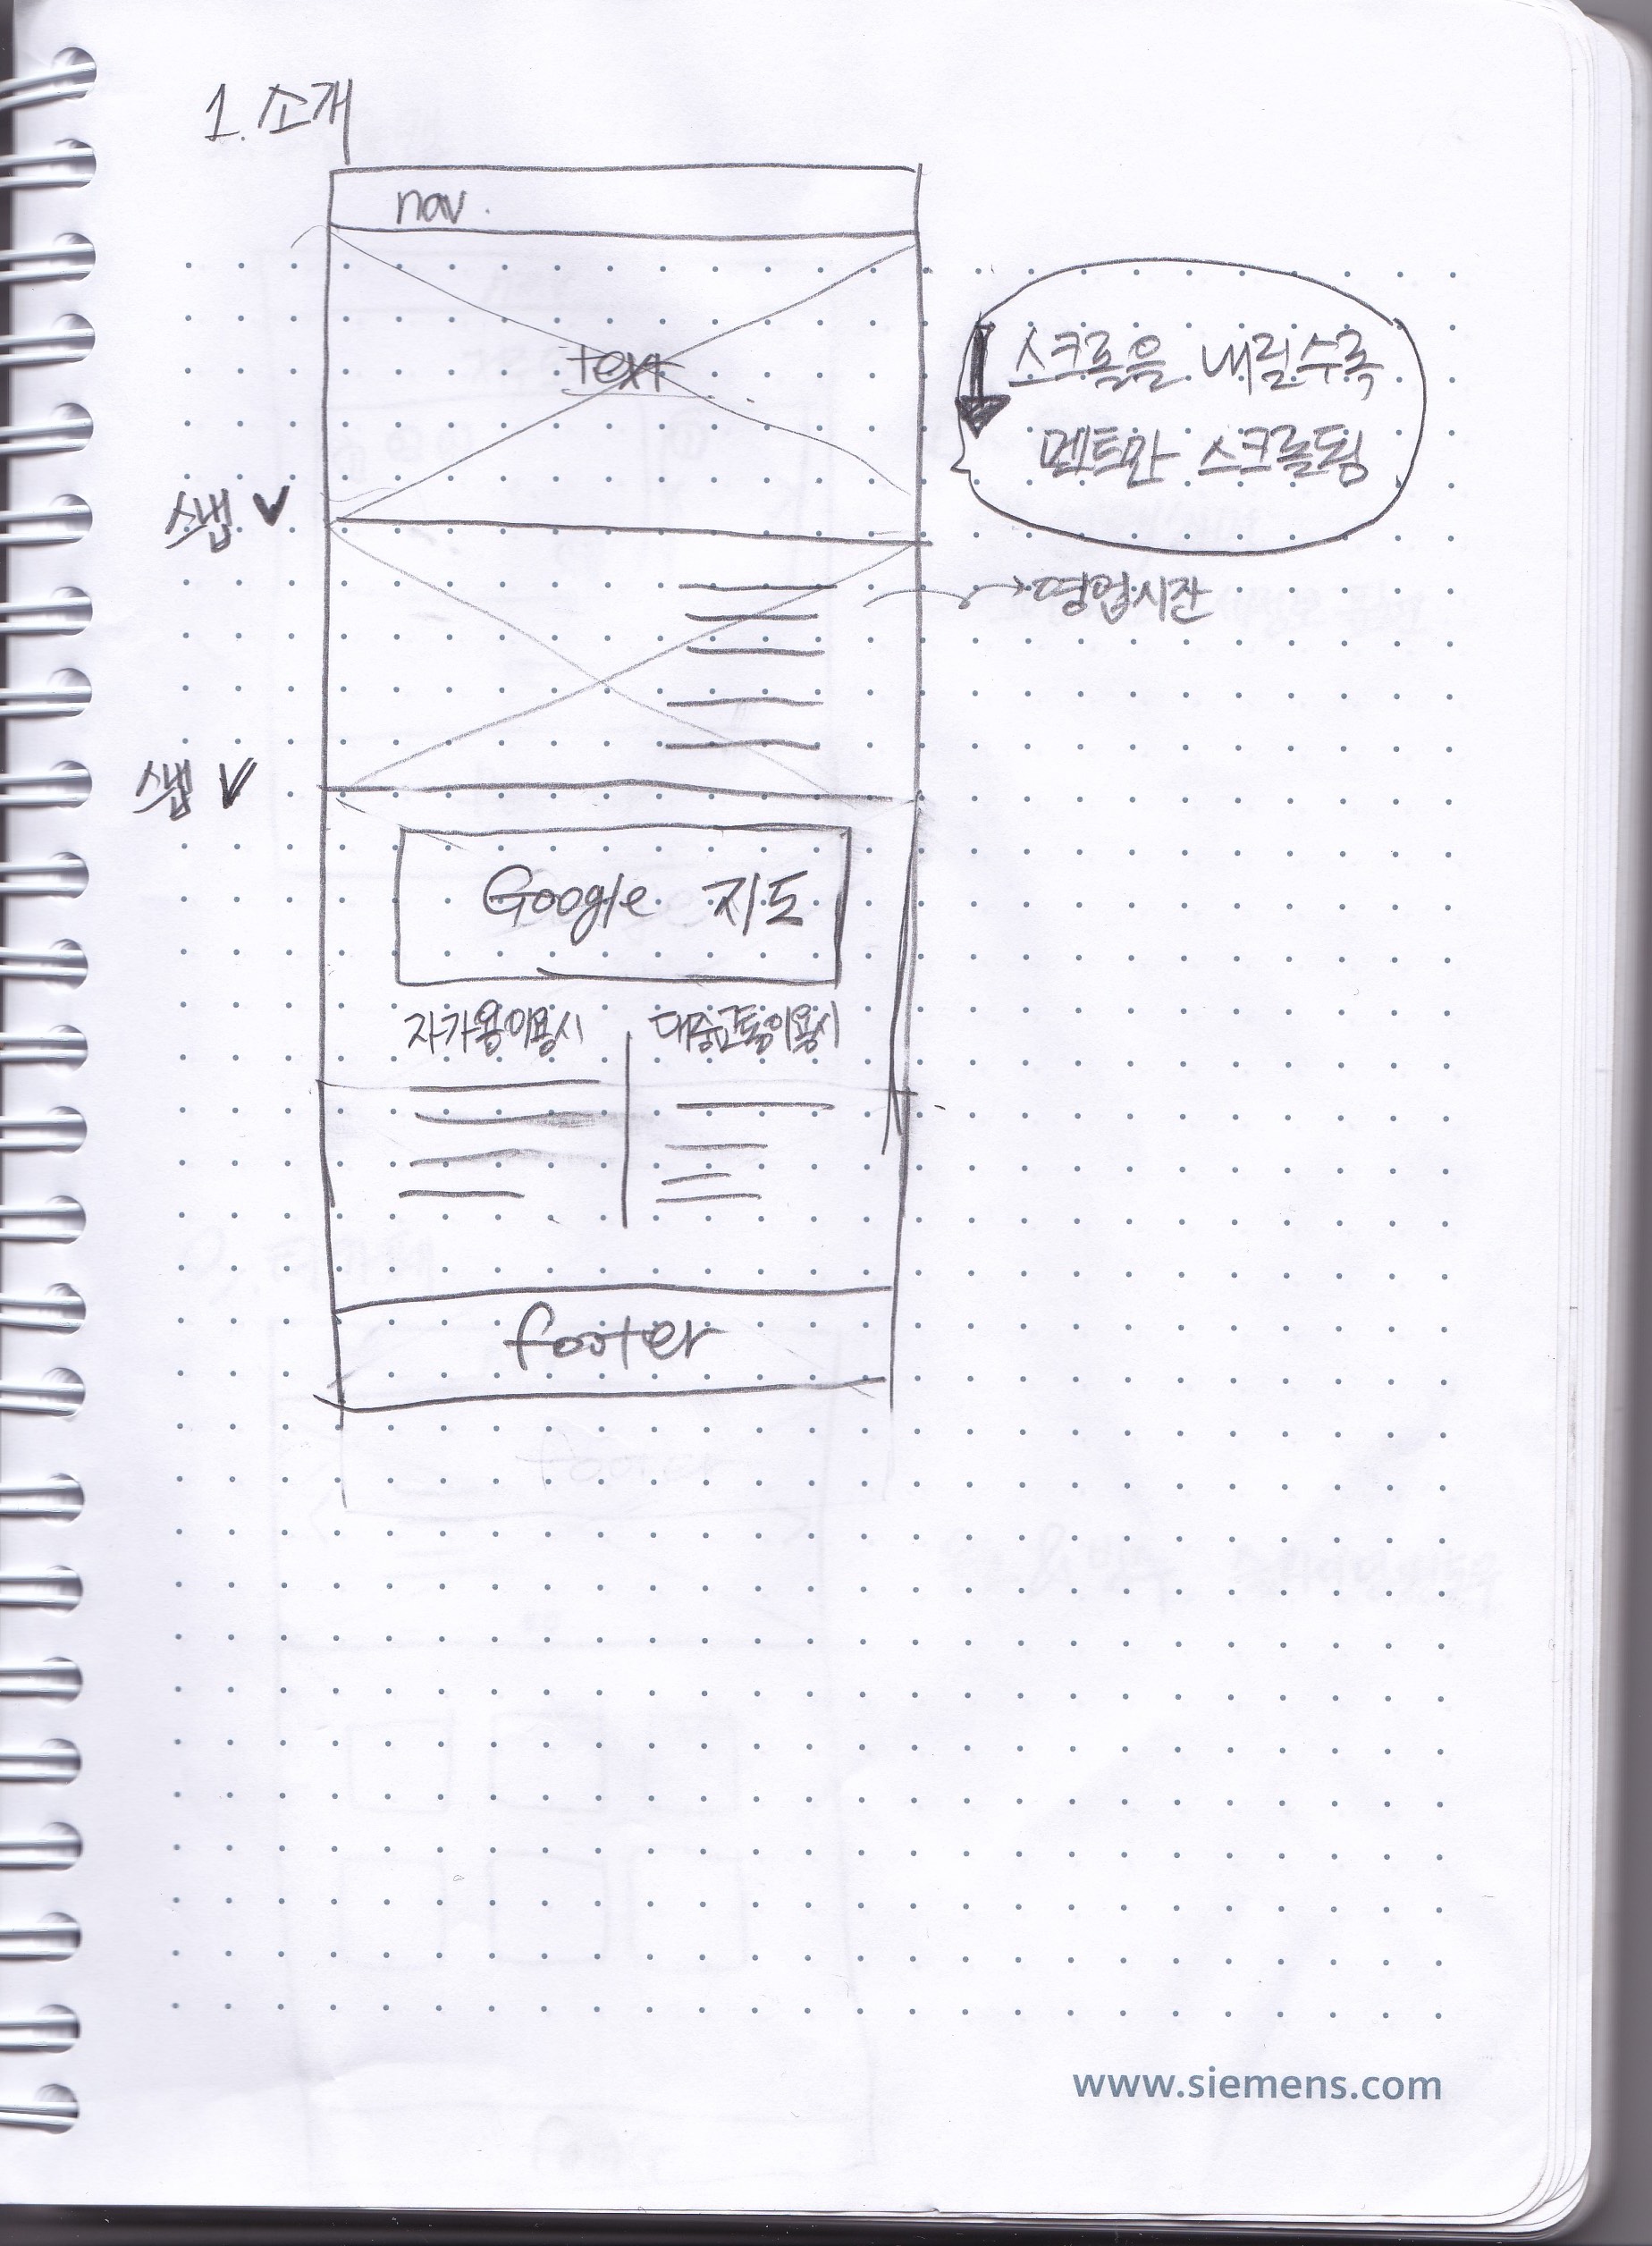 1. 소개
nav.
text
스크롤을 내릴수록
멘트만 스크롤됨
스냅 ✓
영업시간
스냅 ✓
Google 지도
자가용이용시
대중교통이용시
footer
www.siemens.com